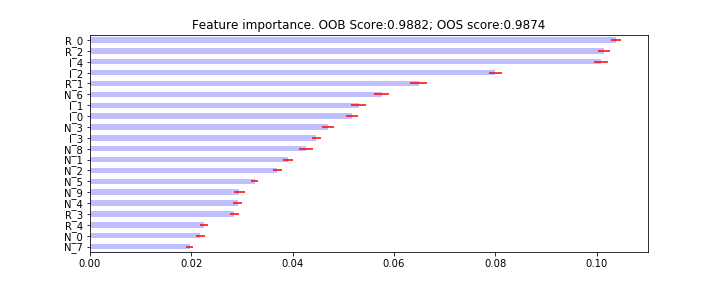 Feature importance. OOB Score:0.9882; OOS score:0.9874
R_0
R_2
I_4
I_2
R_1
N_6
I_1
I_0
N_3
I_3
N_8
N_1
N_2
N_5
N_9
N_4
R_3
R_4
N_0
N_7
0.00 0.02 0.04 0.06 0.08 0.10